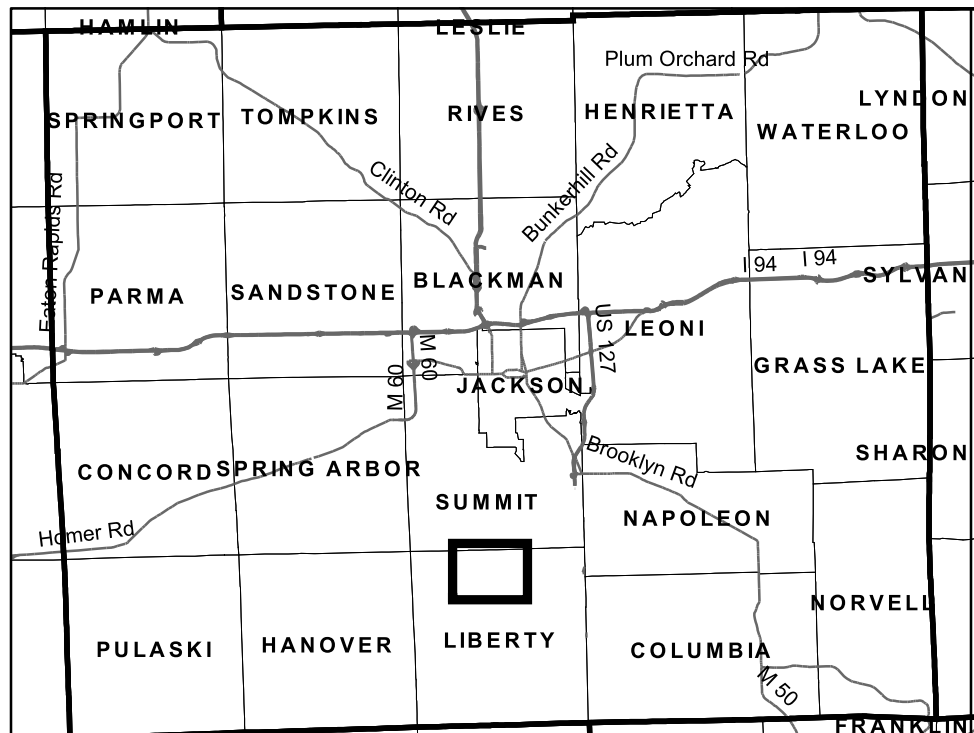 HAMLIN
LESLIE
Plum Orchard Rd
LYNDON
SPRINGPORT
TOMPKINS
RIVES
HENRIETTA
WATERLOO
Clinton Rd
Bunkerhill Rd
Eaton Rapids Rd
I 94
I 94
SYLVAN
PARMA
SANDSTONE
BLACKMAN
US 127
LEONI
M 60
M 60
JACKSON
GRASS LAKE
CONCORD
SPRING ARBOR
Brooklyn Rd
SHARON
SUMMIT
NAPOLEON
Homer Rd
NORVELL
PULASKI
HANOVER
LIBERTY
COLUMBIA
M 50
FRANKLIN